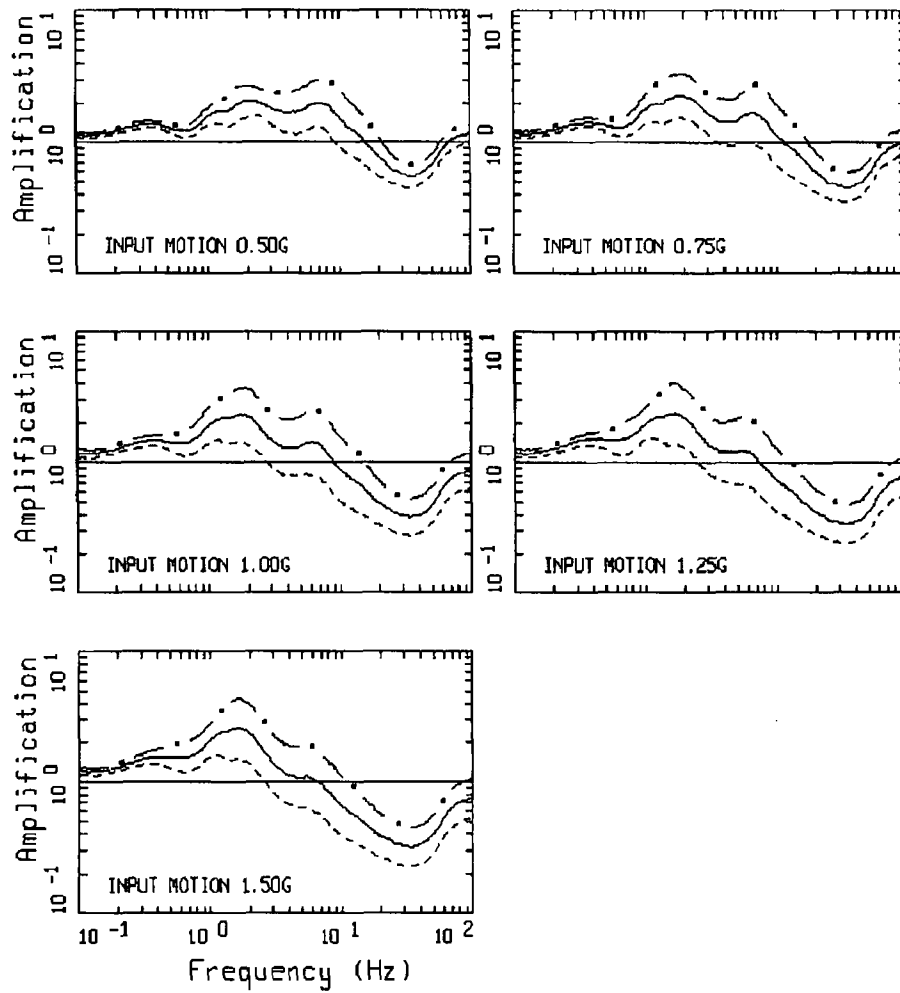 Amplification
10 -1 10 0 10 1
INPUT MOTION 0.50G
10 -1 10 0 10 1
INPUT MOTION 0.75G
Amplification
10 -1 10 0 10 1
INPUT MOTION 1.00G
10 -1 10 0 10 1
INPUT MOTION 1.25G
Amplification
10 -1 10 0 10 1
INPUT MOTION 1.50G
10 -1 10 0 10 1 10 2
Frequency (Hz)